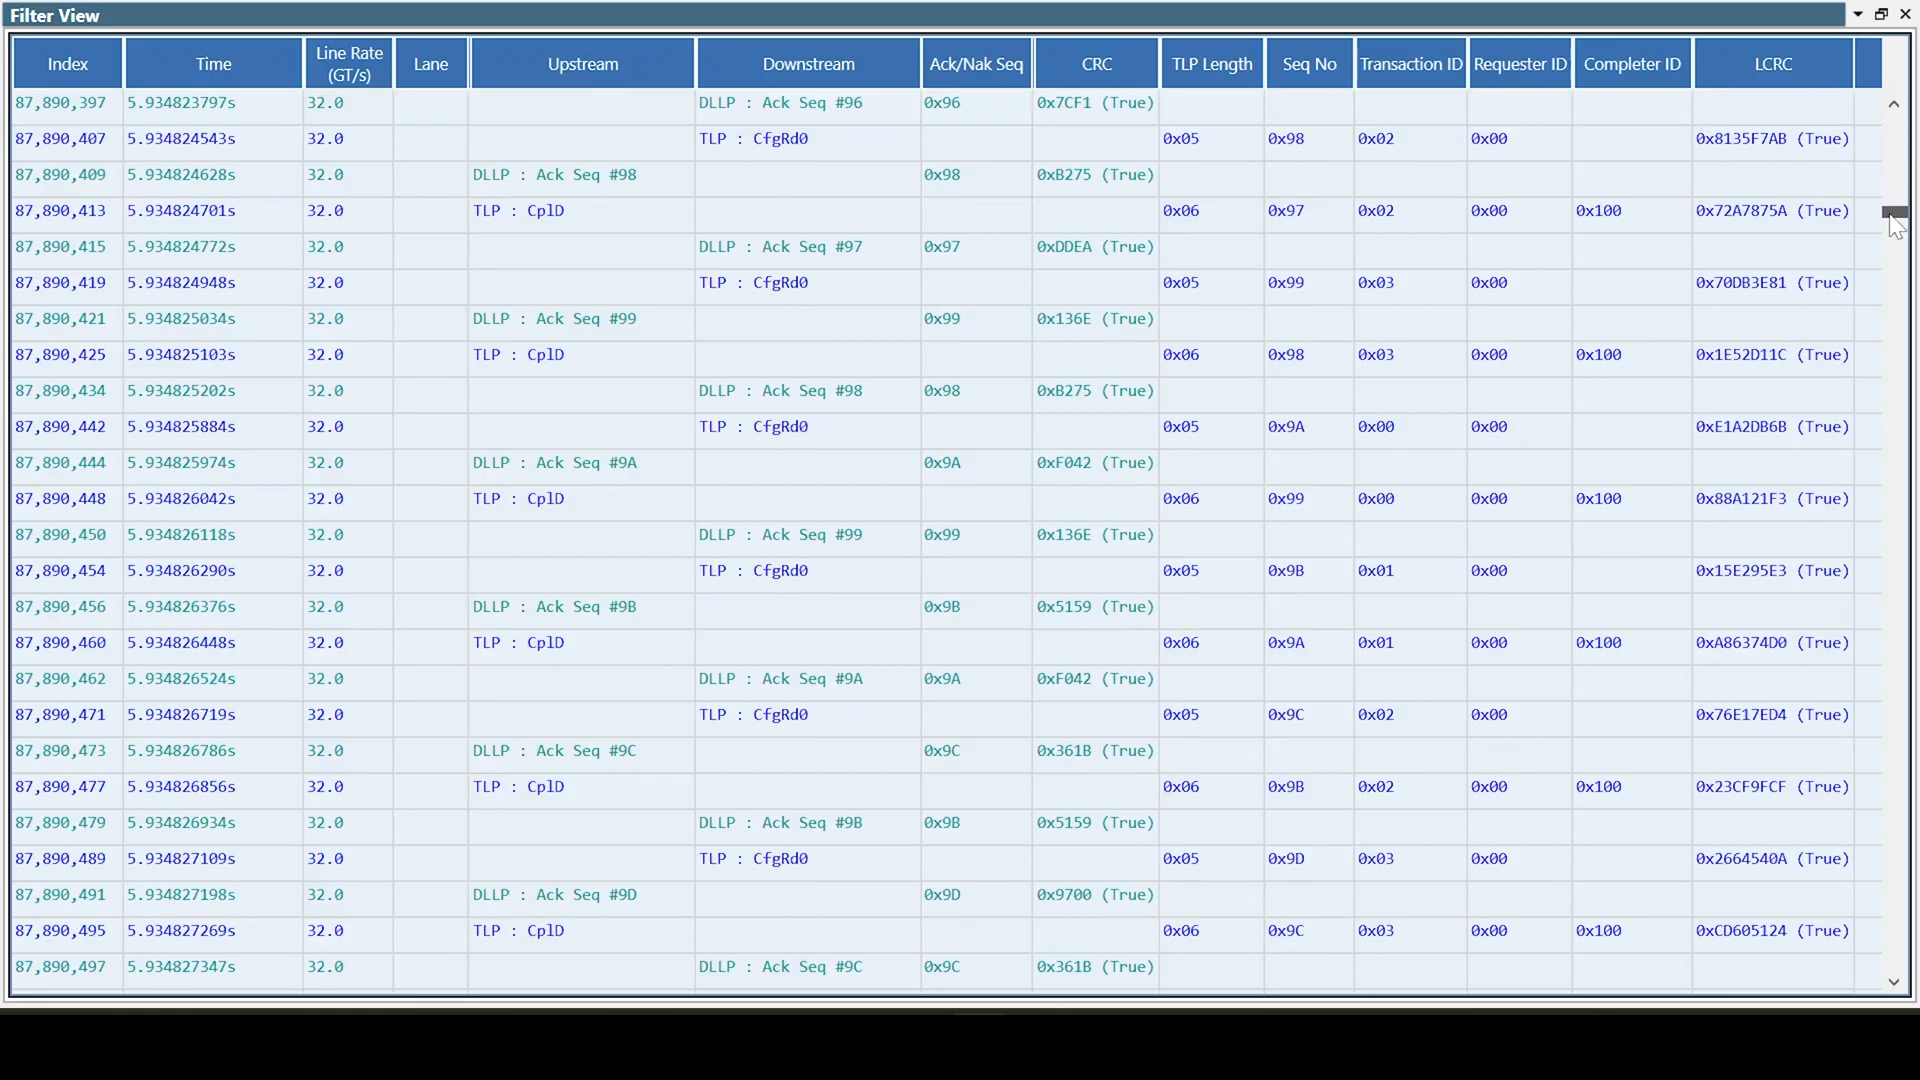 Filter View
Index Time Line Rate (GT/s) Lane Upstream Downstream Ack/Nak Seq CRC TLP Length Seq No Transaction ID Requester ID Completer ID LCRC
87,890,397 5.934823797s 32.0 DLLP : Ack Seq #96 0x96 0x7CF1 (True)
87,890,407 5.934824543s 32.0 TLP : CfgRd0 0x05 0x98 0x02 0x00 0x8135F7AB (True)
87,890,409 5.934824628s 32.0 DLLP : Ack Seq #98 0x98 0xB275 (True)
87,890,413 5.934824701s 32.0 TLP : CplD 0x06 0x97 0x02 0x00 0x100 0x72A7875A (True)
87,890,415 5.934824772s 32.0 DLLP : Ack Seq #97 0x97 0xDDEA (True)
87,890,419 5.934824948s 32.0 TLP : CfgRd0 0x05 0x99 0x03 0x00 0x70DB3E81 (True)
87,890,421 5.934825034s 32.0 DLLP : Ack Seq #99 0x99 0x136E (True)
87,890,425 5.934825103s 32.0 TLP : CplD 0x06 0x98 0x03 0x00 0x100 0x1E52D11C (True)
87,890,434 5.934825202s 32.0 DLLP : Ack Seq #98 0x98 0xB275 (True)
87,890,442 5.934825884s 32.0 TLP : CfgRd0 0x05 0x9A 0x00 0x00 0xE1A2DB6B (True)
87,890,444 5.934825974s 32.0 DLLP : Ack Seq #9A 0x9A 0xF042 (True)
87,890,448 5.934826042s 32.0 TLP : CplD 0x06 0x99 0x00 0x00 0x100 0x88A121F3 (True)
87,890,450 5.934826118s 32.0 DLLP : Ack Seq #99 0x99 0x136E (True)
87,890,454 5.934826290s 32.0 TLP : CfgRd0 0x05 0x9B 0x01 0x00 0x15E295E3 (True)
87,890,456 5.934826376s 32.0 DLLP : Ack Seq #9B 0x9B 0x5159 (True)
87,890,460 5.934826448s 32.0 TLP : CplD 0x06 0x9A 0x01 0x00 0x100 0xA86374D0 (True)
87,890,462 5.934826524s 32.0 DLLP : Ack Seq #9A 0x9A 0xF042 (True)
87,890,471 5.934826719s 32.0 TLP : CfgRd0 0x05 0x9C 0x02 0x00 0x76E17ED4 (True)
87,890,473 5.934826786s 32.0 DLLP : Ack Seq #9C 0x9C 0x361B (True)
87,890,477 5.934826856s 32.0 TLP : CplD 0x06 0x9B 0x02 0x00 0x100 0x23CF9FCF (True)
87,890,479 5.934826934s 32.0 DLLP : Ack Seq #9B 0x9B 0x5159 (True)
87,890,489 5.934827109s 32.0 TLP : CfgRd0 0x05 0x9D 0x03 0x00 0x2664540A (True)
87,890,491 5.934827198s 32.0 DLLP : Ack Seq #9D 0x9D 0x9700 (True)
87,890,495 5.934827269s 32.0 TLP : CplD 0x06 0x9C 0x03 0x00 0x100 0xCD605124 (True)
87,890,497 5.934827347s 32.0 DLLP : Ack Seq #9C 0x9C 0x361B (True)